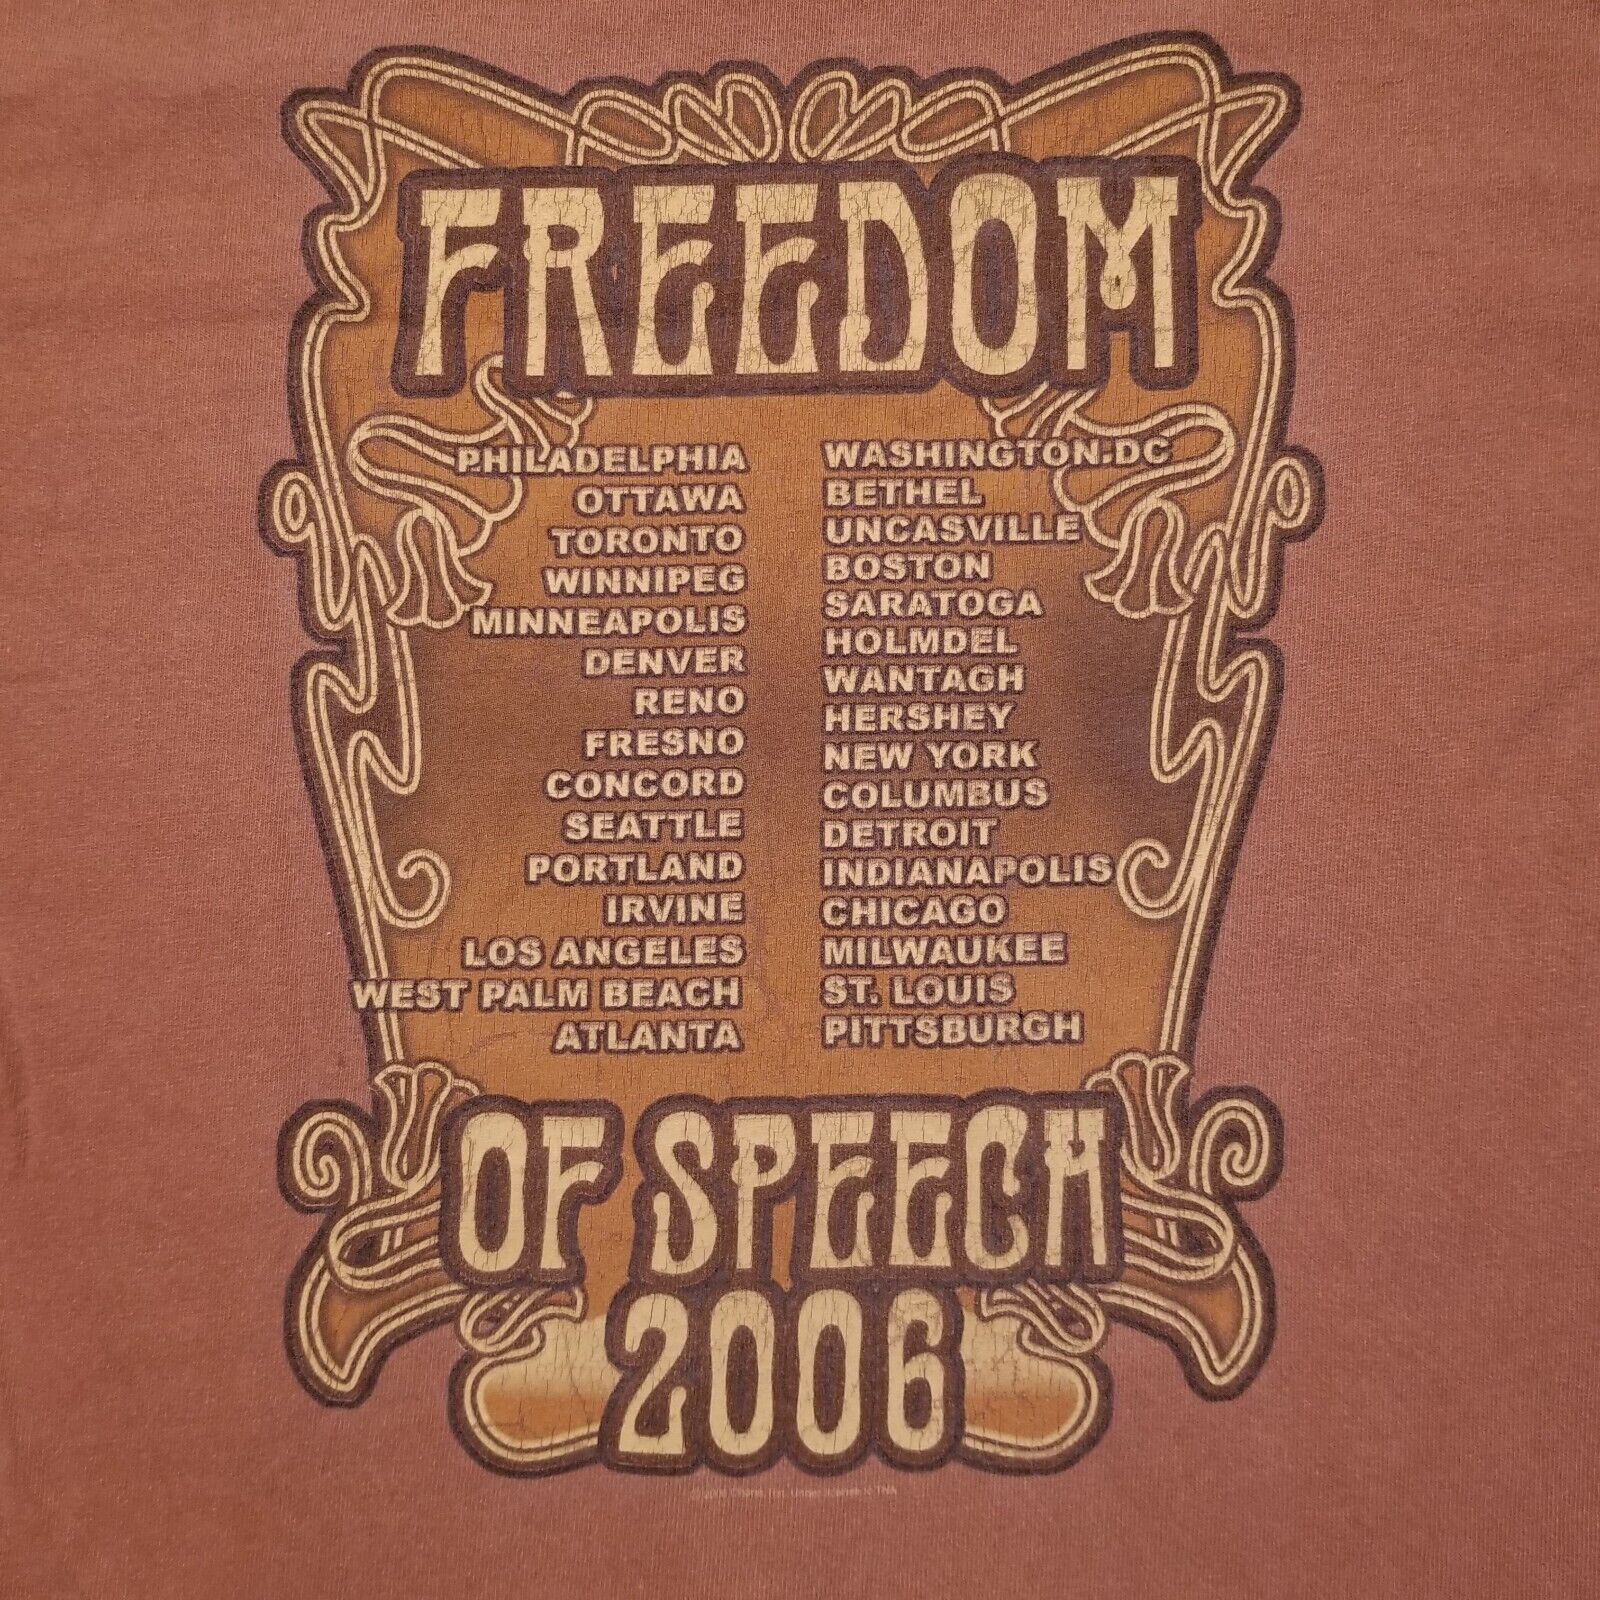 FREEDOM
PHILADELPHIA
OTTAWA
TORONTO
WINNIPEG
MINNEAPOLIS
DENVER
RENO
FRESNO
CONCORD
SEATTLE
PORTLAND
IRVINE
LOS ANGELES
WEST PALM BEACH
ATLANTA
WASHINGTON DC
BETHEL
UNCASVILLE
BOSTON
SARATOGA
HOLMDEL
WANTAGH
HERSHEY
NEW YORK
COLUMBUS
DETROIT
INDIANAPOLIS
CHICAGO
MILWAUKEE
ST. LOUIS
PITTSBURGH
OF SPEECH
2006